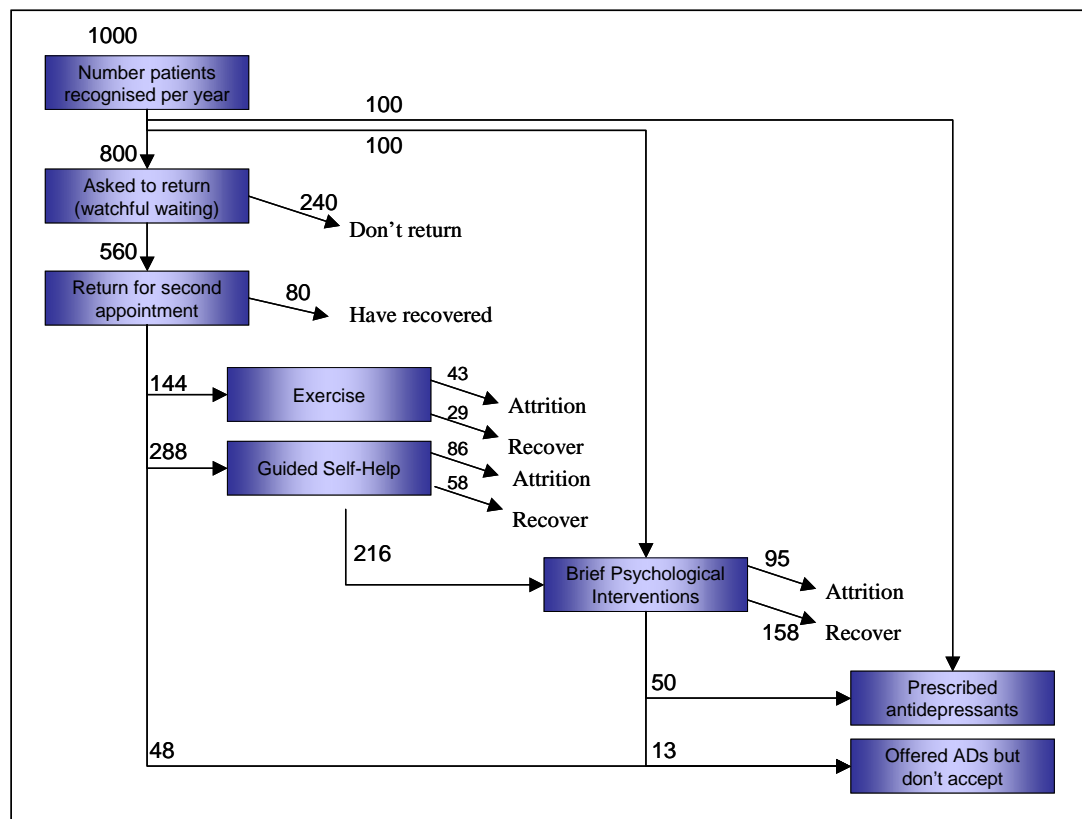 1000
Number patients
recognised per year
100
100
800
Asked to return
(watchful waiting)
240
Don't return
560
Return for second
appointment
80
Have recovered
144
Exercise
43
Attrition
29
Recover
288
Guided Self-Help
86
Attrition
58
Recover
216
Brief Psychological
Interventions
95
Attrition
158
Recover
50
Prescribed
antidepressants
48
13
Offered ADs but
don't accept